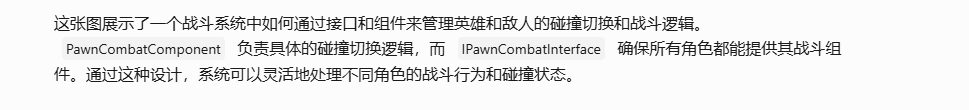 这张图展示了一个战斗系统中如何通过接口和组件来管理英雄和敌人的碰撞切换和战斗逻辑。
PawnCombatComponent 负责具体的碰撞切换逻辑，而 IPawnCombatInterface 确保所有角色都能提供其战斗组
件。通过这种设计，系统可以灵活地处理不同角色的战斗行为和碰撞状态。